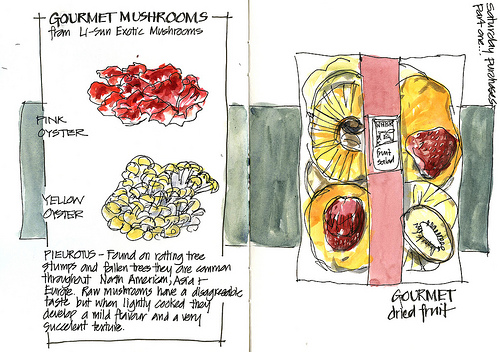 GOURMET MUSHROOMS
from Li-Sun Exotic Mushrooms
PINK
OYSTER
YELLOW
OYSTER
PLEUROTUS - Found on rotting tree
stumps and fallen trees they are common
throughout North American, Asia +
Europe. Raw mushrooms have a disagreeable
taste but when lightly cooked they
develop a mild flavour and a very
succulent texture.
Saturday purchases
Part one...
fruit
salad
GOURMET
dried fruit